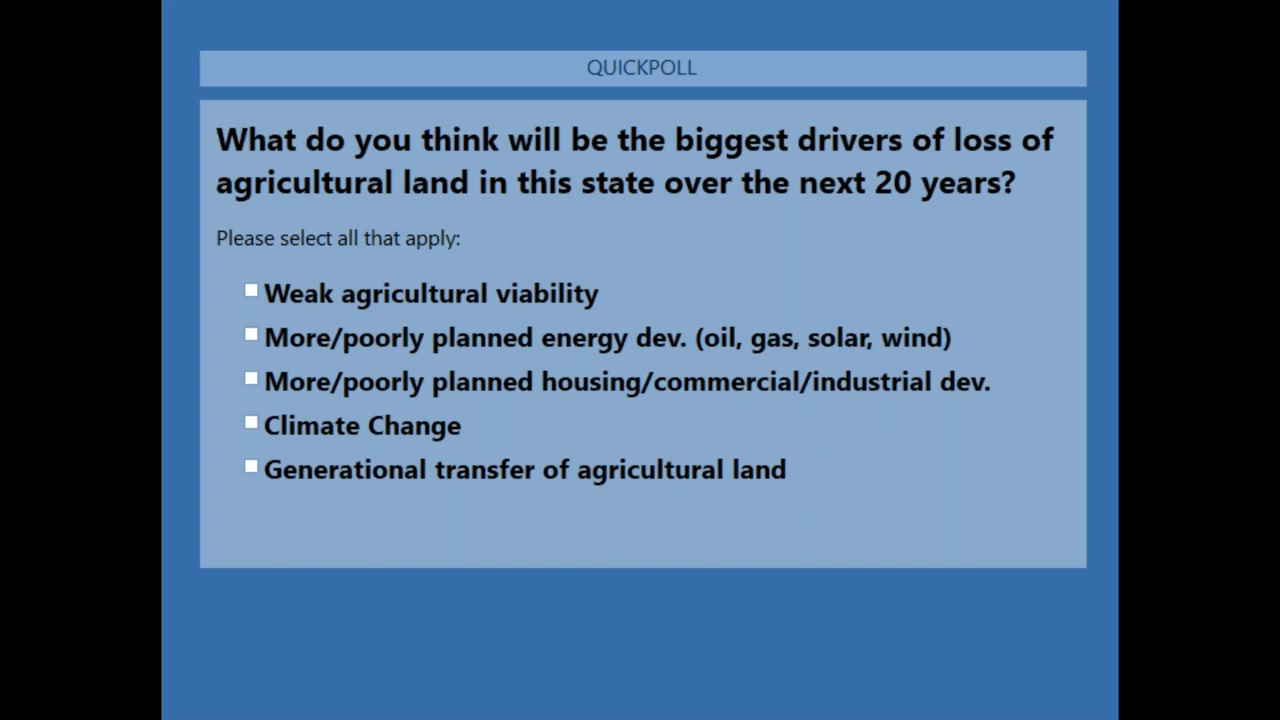 QUICKPOLL
What do you think will be the biggest drivers of loss of
agricultural land in this state over the next 20 years?
Please select all that apply:
Weak agricultural viability
More/poorly planned energy dev. (oil, gas, solar, wind)
More/poorly planned housing/commercial/industrial dev.
Climate Change
Generational transfer of agricultural land